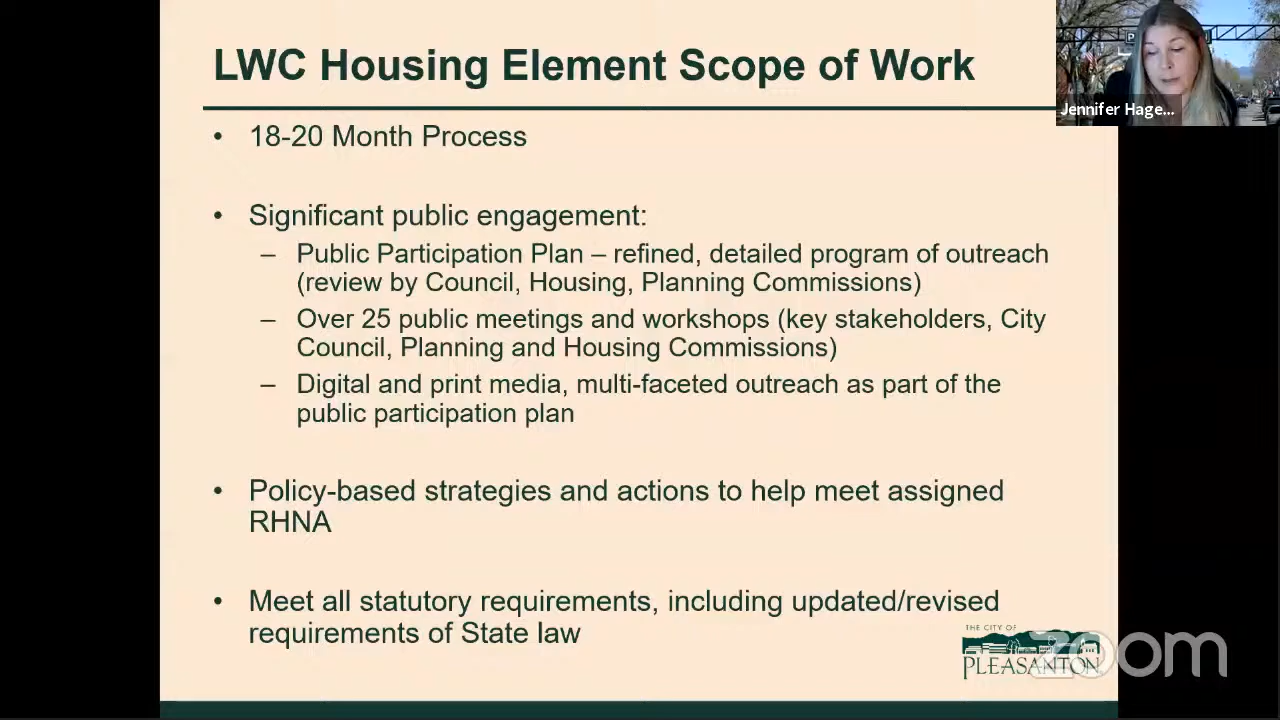 LWC Housing Element Scope of Work
Jennifer Hage...
• 18-20 Month Process
• Significant public engagement:
– Public Participation Plan – refined, detailed program of outreach
(review by Council, Housing, Planning Commissions)
– Over 25 public meetings and workshops (key stakeholders, City
Council, Planning and Housing Commissions)
– Digital and print media, multi-faceted outreach as part of the
public participation plan
• Policy-based strategies and actions to help meet assigned
RHNA
• Meet all statutory requirements, including updated/revised
requirements of State law
THE CITY OF
PLEASANTON
zoom